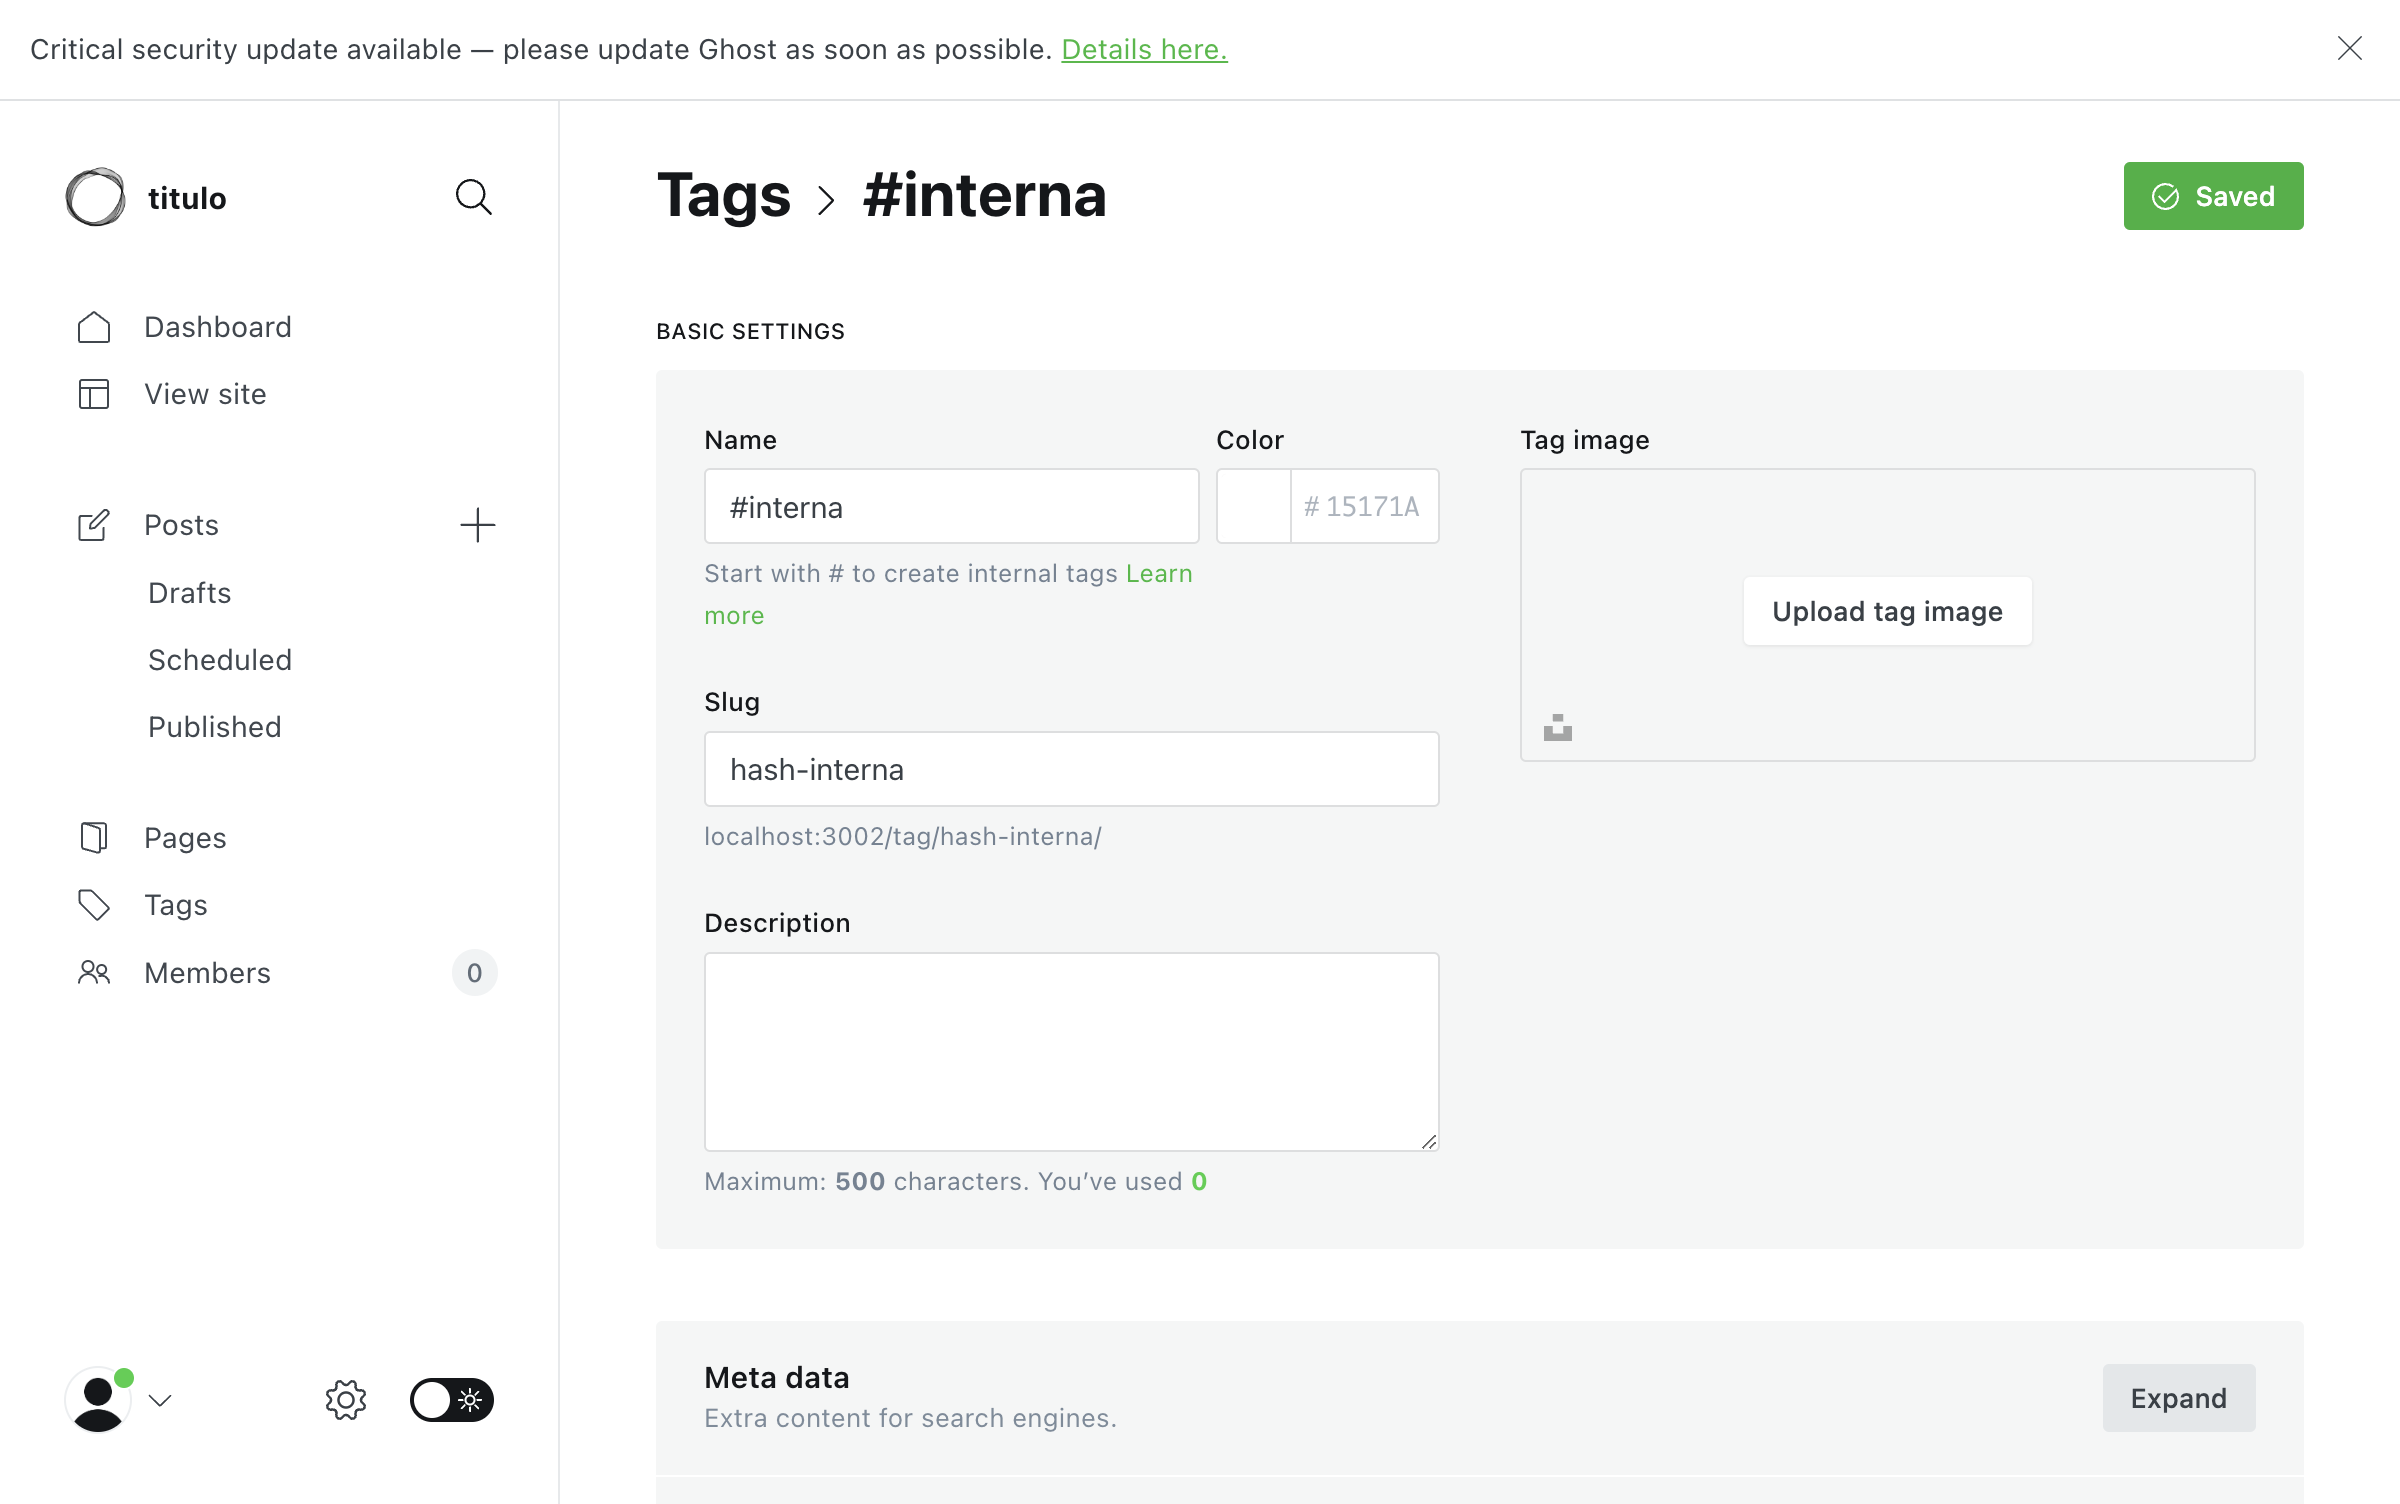 Critical security update available — please update Ghost as soon as possible. Details here.
titulo
Dashboard
View site
Posts
Drafts
Scheduled
Published
Pages
Tags
Members
0
Tags > #interna
Saved
BASIC SETTINGS
Name
#interna
Start with # to create internal tags Learn
more
Color
# 15171A
Slug
hash-interna
localhost:3002/tag/hash-interna/
Description
Maximum: 500 characters. You’ve used 0
Tag image
Upload tag image
Meta data
Extra content for search engines.
Expand